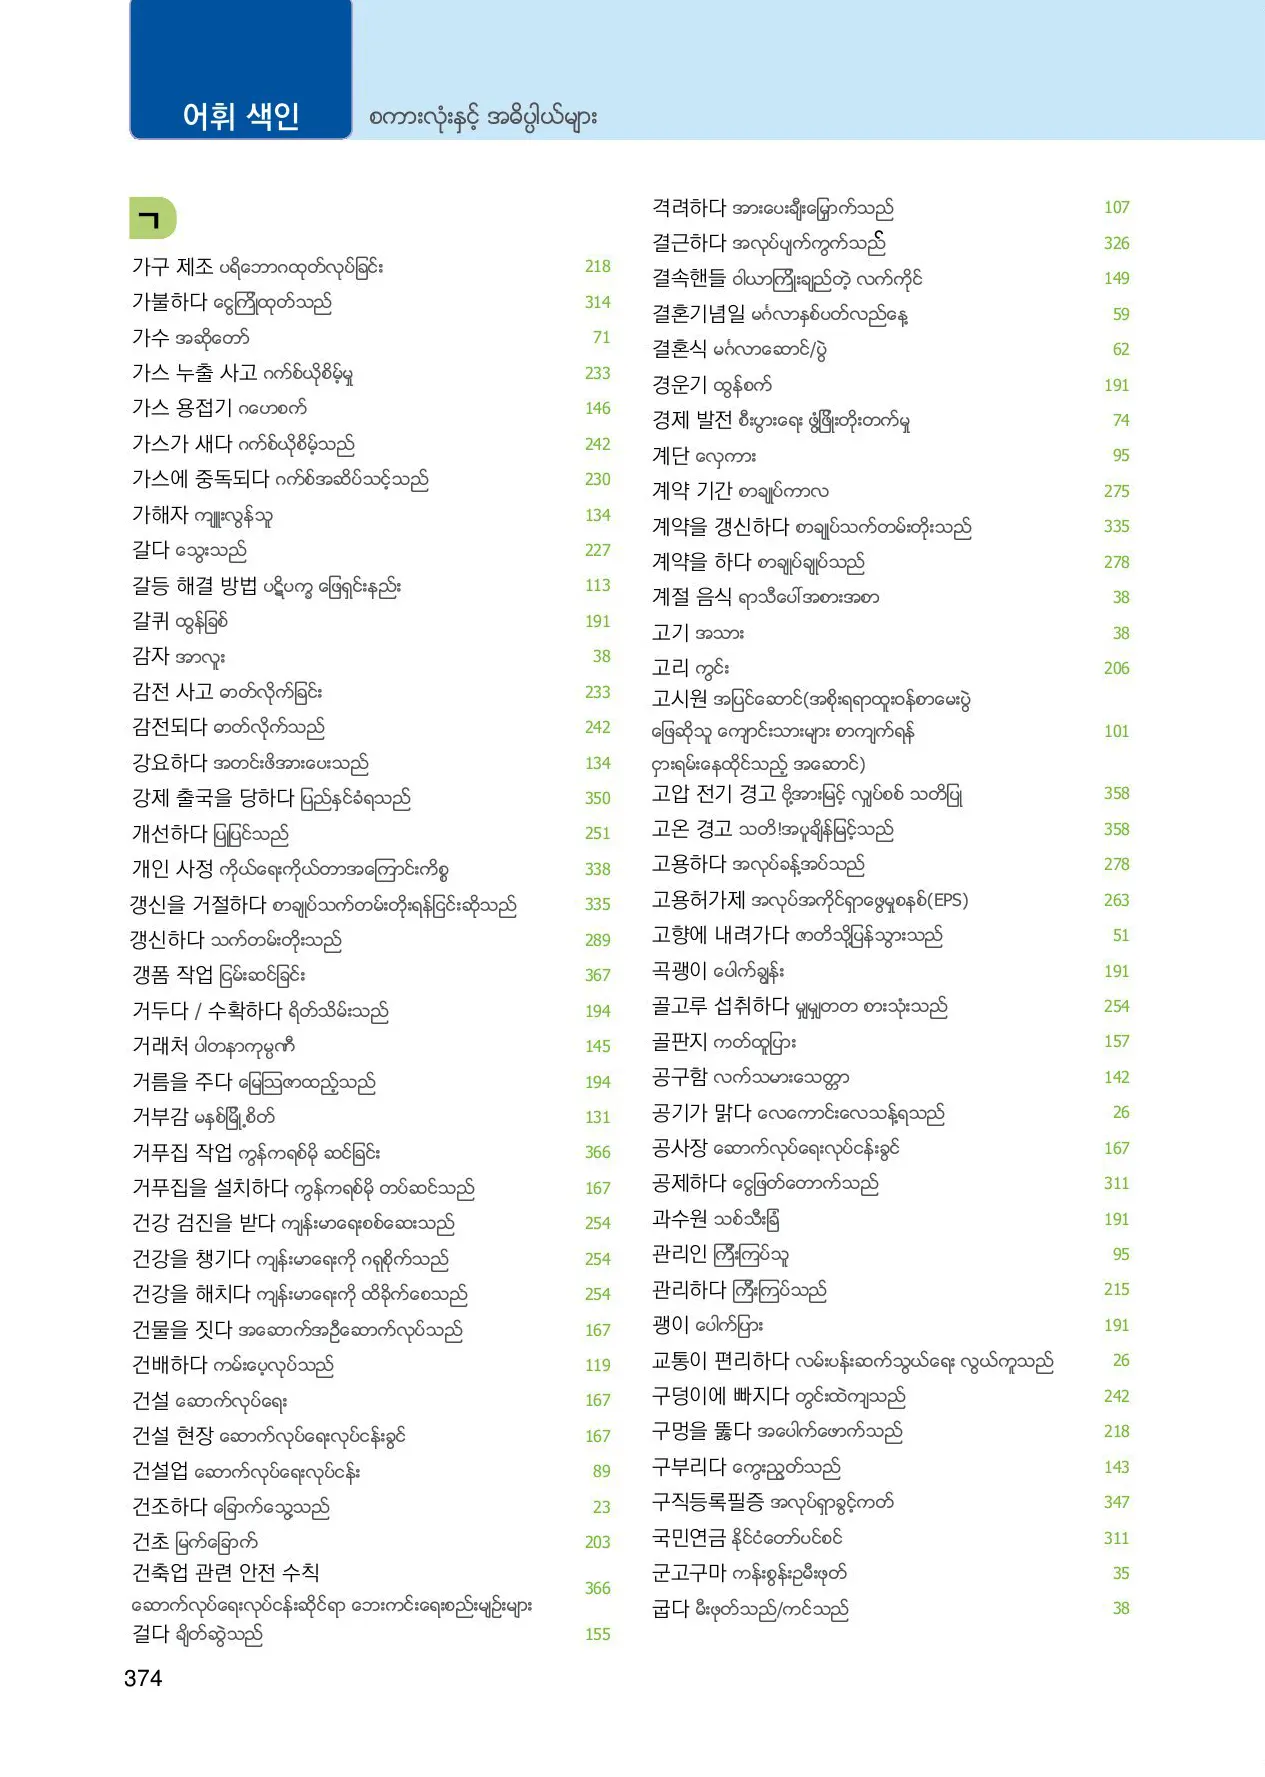 어휘 색인 စကားလုံးနှင့် အဓိပ္ပါယ်များ
ㄱ
가구 제조 ပရိဘောဂထုတ်လုပ်ခြင်း 218
가불하다 ငွေကြိုထုတ်သည် 314
가수 အဆိုတော် 71
가스 누출 사고 ဂက်စ်ယိုစိမ့်မှု 233
가스 용접기 ဂဟေစက် 146
가스가 새다 ဂက်စ်ယိုစိမ့်သည် 242
가스에 중독되다 ဂက်စ်အဆိပ်သင့်သည် 230
가해자 ကျူးလွန်သူ 134
갈다 သွေးသည် 227
갈등 해결 방법 ပဋိပက္ခ ဖြေရှင်းနည်း 113
갈퀴 ထွန်ခြစ် 191
감자 အာလူး 38
감전 사고 ဓာတ်လိုက်ခြင်း 233
감전되다 ဓာတ်လိုက်သည် 242
강요하다 အတင်းဖိအားပေးသည် 134
강제 출국을 당하다 ပြည်နှင်ခံရသည် 350
개선하다 ပြုပြင်သည် 251
개인 사정 ကိုယ်ရေးကိုယ်တာအကြောင်းကိစ္စ 338
갱신을 거절하다 စာချုပ်သက်တမ်းတိုးရန်ငြင်းဆိုသည် 335
갱신하다 သက်တမ်းတိုးသည် 289
갱폼 작업 ငြမ်းဆင်ခြင်း 367
거두다 / 수확하다 ရိတ်သိမ်းသည် 194
거래처 ပါတနာကုမ္ပဏီ 145
거름을 주다 မြေဩဇာထည့်သည် 194
거부감 မနှစ်မြို့စိတ် 131
거푸집 작업 ကွန်ကရစ်မို ဆင်ခြင်း 366
거푸집을 설치하다 ကွန်ကရစ်မို တပ်ဆင်သည် 167
건강 검진을 받다 ကျန်းမာရေးစစ်ဆေးသည် 254
건강을 챙기다 ကျန်းမာရေးကို ဂရုစိုက်သည် 254
건강을 해치다 ကျန်းမာရေးကို ထိခိုက်စေသည် 254
건물을 짓다 အဆောက်အဦဆောက်လုပ်သည် 167
건배하다 ကမ်းပေ့လုပ်သည် 119
건설 ဆောက်လုပ်ရေး 167
건설 현장 ဆောက်လုပ်ရေးလုပ်ငန်းခွင် 167
건설업 ဆောက်လုပ်ရေးလုပ်ငန်း 89
건조하다 ခြောက်သွေ့သည် 23
건초 မြက်ခြောက် 203
건축업 관련 안전 수칙
ဆောက်လုပ်ရေးလုပ်ငန်းဆိုင်ရာ ဘေးကင်းရေးစည်းမျဉ်းများ 366
걸다 ချိတ်ဆွဲသည် 155
격려하다 အားပေးချီးမြှောက်သည် 107
결근하다 အလုပ်ပျက်ကွက်သည် 326
결속핸들 ဝါယာကြိုးချည်တဲ့ လက်ကိုင် 149
결혼기념일 မင်္ဂလာနှစ်ပတ်လည်နေ့ 59
결혼식 မင်္ဂလာဆောင်/ပွဲ 62
경운기 ထွန်စက် 191
경제 발전 စီးပွားရေး ဖွံ့ဖြိုးတိုးတက်မှု 74
계단 လှေကား 95
계약 기간 စာချုပ်ကာလ 275
계약을 갱신하다 စာချုပ်သက်တမ်းတိုးသည် 335
계약을 하다 စာချုပ်ချုပ်သည် 278
계절 음식 ရာသီပေါ်အစားအစာ 38
고기 အသား 38
고리 ကွင်း 206
고시원 အပြင်ဆောင်(အစိုးရရာထူးဝန်စာမေးပွဲ
ဖြေဆိုသူ ကျောင်းသားများ စာကျက်ရန် 101
ငှားရမ်းနေထိုင်သည့် အဆောင်)
고압 전기 경고 ဗို့အားမြင့် လျှပ်စစ် သတိပြု 358
고온 경고 သတိ!အပူချိန်မြင့်သည် 358
고용하다 အလုပ်ခန့်အပ်သည် 278
고용허가제 အလုပ်အကိုင်ရှာဖွေမှုစနစ်(EPS) 263
고향에 내려가다 ဇာတိသို့ပြန်သွားသည် 51
곡괭이 ပေါက်ချွန်း 191
골고루 섭취하다 မျှမျှတတ စားသုံးသည် 254
골판지 ကတ်ထူပြား 157
공구함 လက်သမားသေတ္တာ 142
공기가 맑다 လေကောင်းလေသန့်ရသည် 26
공사장 ဆောက်လုပ်ရေးလုပ်ငန်းခွင် 167
공제하다 ငွေဖြတ်တောက်သည် 311
과수원 သစ်သီးခြံ 191
관리인 ကြီးကြပ်သူ 95
관리하다 ကြီးကြပ်သည် 215
괭이 ပေါက်ပြား 191
교통이 편리하다 လမ်းပန်းဆက်သွယ်ရေး လွယ်ကူသည် 26
구덩이에 빠지다 တွင်းထဲကျသည် 242
구멍을 뚫다 အပေါက်ဖောက်သည် 218
구부리다 ကွေးညွှတ်သည် 143
구직등록필증 အလုပ်ရှာခွင့်ကတ် 347
국민연금 နိုင်ငံတော်ပင်စင် 311
군고구마 ကန်းစွန်းဥမီးဖုတ် 35
굽다 မီးဖုတ်သည်/ကင်သည် 38
374